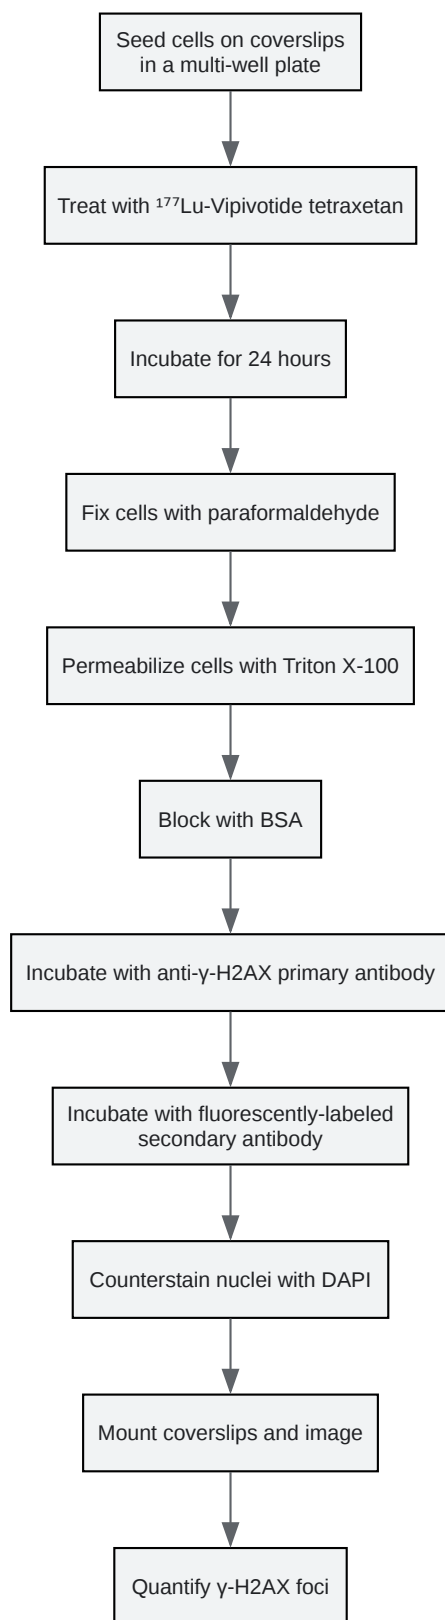 Seed cells on coverslips
in a multi-well plate
Treat with ¹⁷⁷Lu-Vipivotide tetraxetan
Incubate for 24 hours
Fix cells with paraformaldehyde
Permeabilize cells with Triton X-100
Block with BSA
Incubate with anti-γ-H2AX primary antibody
Incubate with fluorescently-labeled
secondary antibody
Counterstain nuclei with DAPI
Mount coverslips and image
Quantify γ-H2AX foci